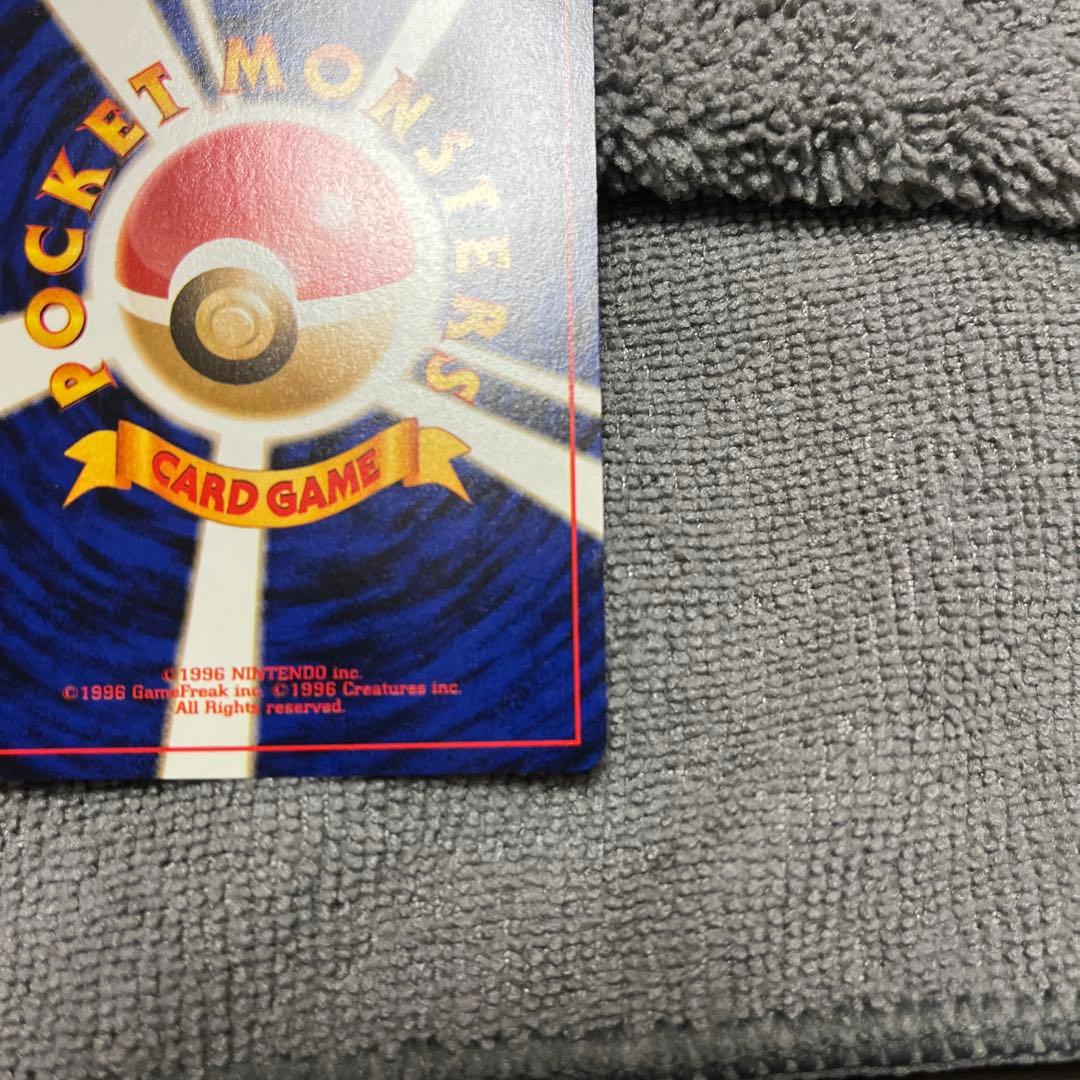 POCKET MONSTERS
CARD GAME
©1996 NINTENDO inc.
©1996 GameFreak inc. ©1996 Creatures inc.
All Rights reserved.